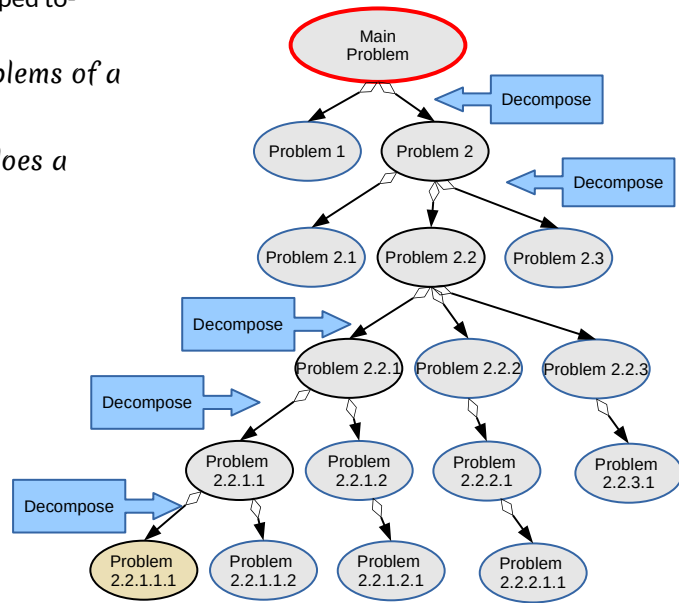 ped to-
blems of a
does a
Main
Problem
Decompose
Problem 1
Problem 2
Decompose
Problem 2.1
Problem 2.2
Problem 2.3
Decompose
Problem 2.2.1
Problem 2.2.2
Problem 2.2.3
Decompose
Problem
2.2.1.1
Problem
2.2.1.2
Problem
2.2.2.1
Problem
2.2.3.1
Decompose
Problem
2.2.1.1.1
Problem
2.2.1.1.2
Problem
2.2.1.2.1
Problem
2.2.2.1.1